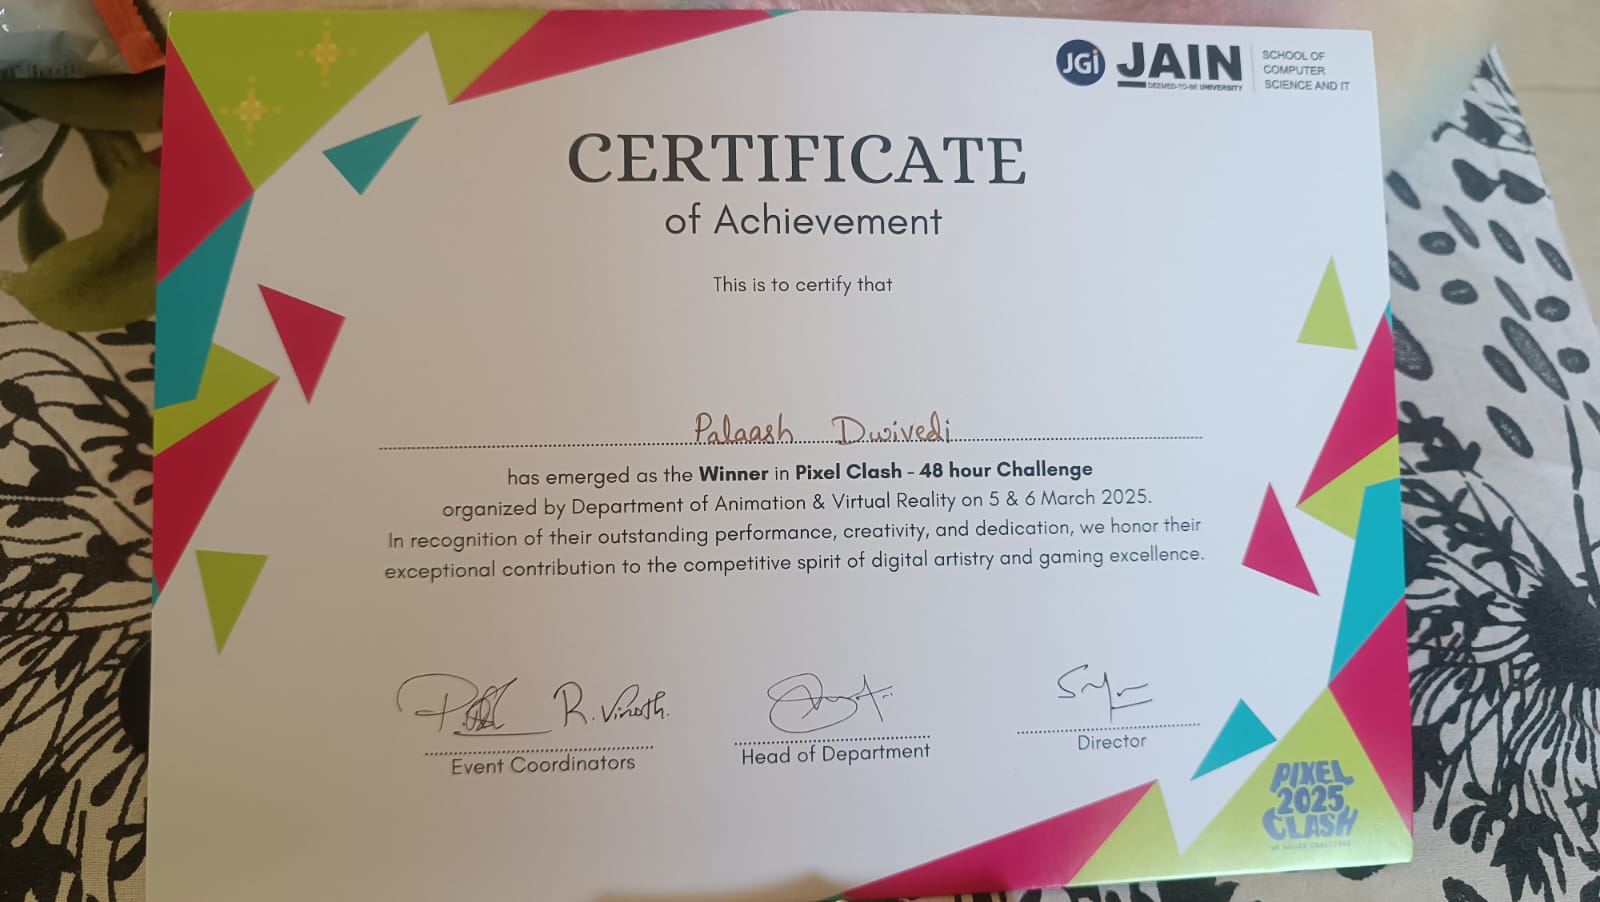 JGi
JAIN
DEEMED-TO-BE UNIVERSITY
SCHOOL OF
COMPUTER
SCIENCE AND IT
CERTIFICATE
of Achievement
This is to certify that
Palaash Dwivedi
has emerged as the Winner in Pixel Clash - 48 hour Challenge
organized by Department of Animation & Virtual Reality on 5 & 6 March 2025.
In recognition of their outstanding performance, creativity, and dedication, we honor their
exceptional contribution to the competitive spirit of digital artistry and gaming excellence.
R. Vinoth.
Event Coordinators
Head of Department
Director
PIXEL
2025
CLASH
48 HOUR CHALLENGE